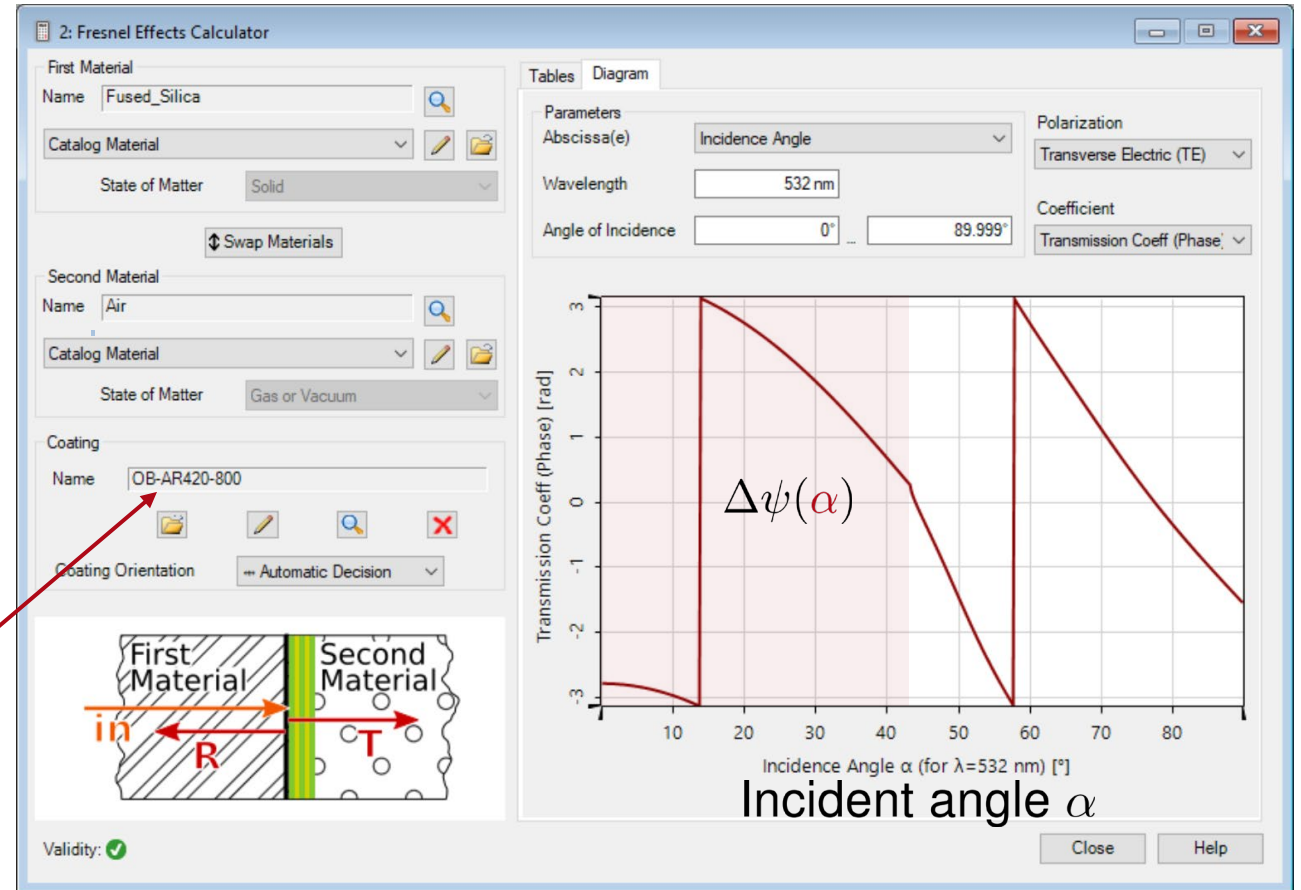 2: Fresnel Effects Calculator
First Material
Name Fused_Silica
Catalog Material
State of Matter Solid
Swap Materials
Second Material
Name Air
Catalog Material
State of Matter Gas or Vacuum
Coating
Name OB-AR420-800
Coating Orientation Automatic Decision
First Material
Second Material
in
R
T
Validity:
Tables Diagram
Parameters
Abscissa(e) Incidence Angle
Wavelength 532 nm
Angle of Incidence 0° ... 89.999°
Polarization
Transverse Electric (TE)
Coefficient
Transmission Coeff (Phase)
Transmission Coeff (Phase) [rad]
3
2
1
0
-1
-2
-3
Δψ(α)
10 20 30 40 50 60 70 80
Incidence Angle α (for λ=532 nm) [°]
Incident angle α
Close Help